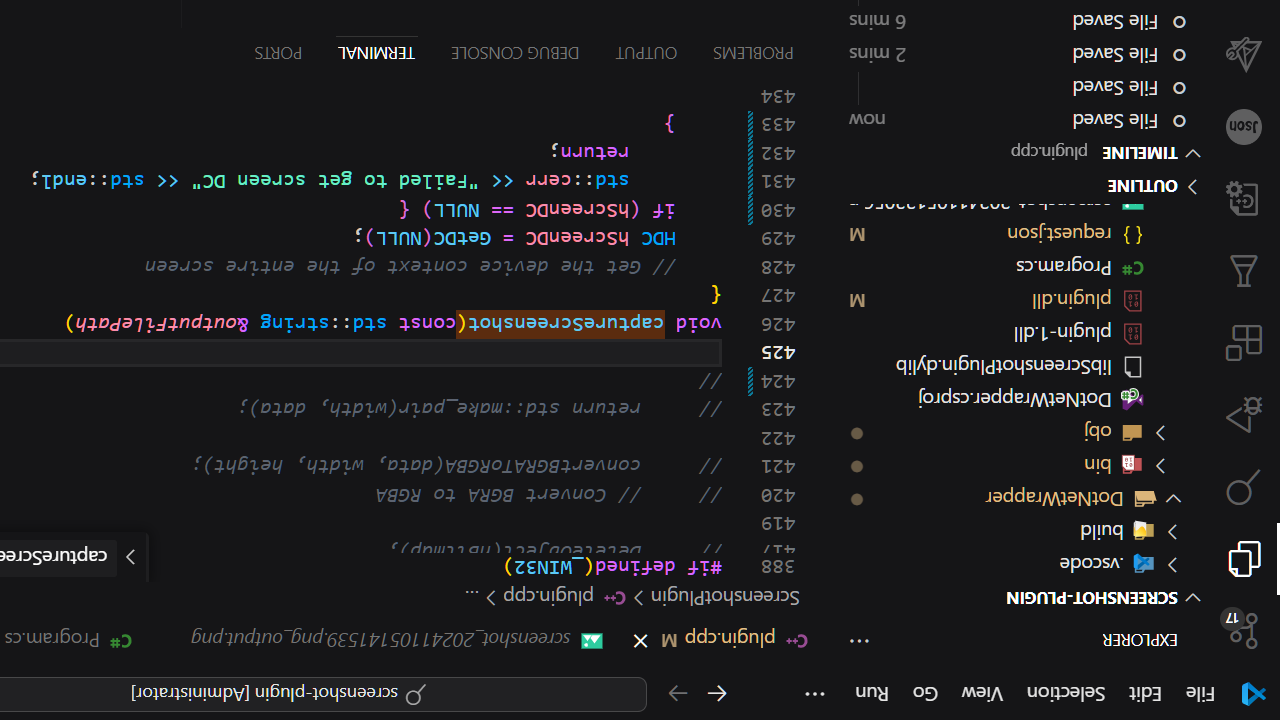 File Edit Selection View Go Run ...
screenshot-plugin [Administrator]
17
EXPLORER ...
SCREENSHOT-PLUGIN
.vscode
build
DotNetWrapper
bin
obj
DotNetWrapper.csproj
libScreenshotPlugin.dylib
plugin-1.dll
plugin.dll M
Program.cs
request.json M
OUTLINE
TIMELINE plugin.cpp
File Saved now
File Saved
File Saved 2 mins
File Saved 6 mins
plugin.cpp M
screenshot_20241105141539.png_output.png
Program.cs
ScreenshotPlugin > plugin.cpp > ...
388 #if defined(_WIN32)
417 //     DeleteObject(hBitmap);
419
420 //     // Convert BGRA to RGBA
421 //     convertBGRAToRGBA(data, width, height);
422
423 //     return std::make_pair(width, data);
424 //
425
426 void captureScreenshot(const std::string &outputFilePath)
427 {
428 // Get the device context of the entire screen
429 HDC hScreenDC = GetDC(NULL);
430 if (hScreenDC == NULL) {
431 std::cerr << "Failed to get screen DC" << std::endl;
432 return;
433 }
434
PROBLEMS OUTPUT DEBUG CONSOLE TERMINAL PORTS